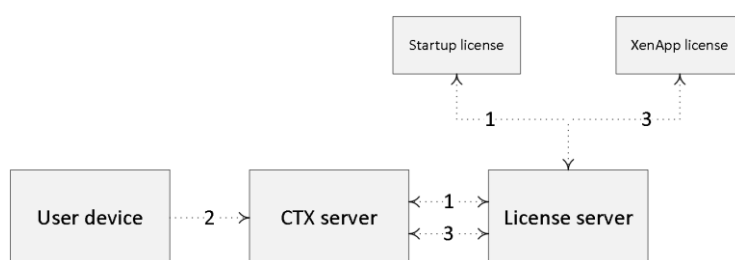 Startup license
XenApp license
1
3
User device
2
CTX server
1
3
License server